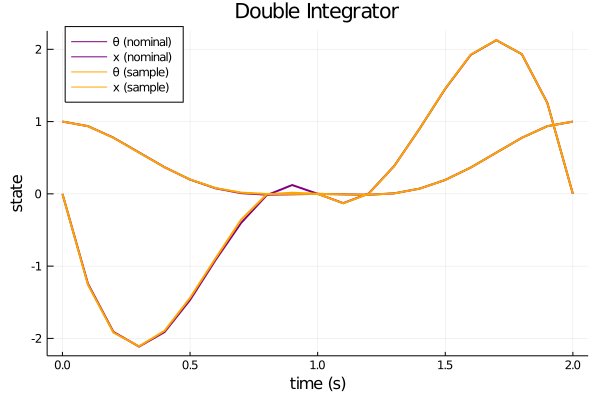 Double Integrator
θ (nominal)
x (nominal)
θ (sample)
x (sample)
2
1
0
-1
-2
state
0.0 0.5 1.0 1.5 2.0
time (s)